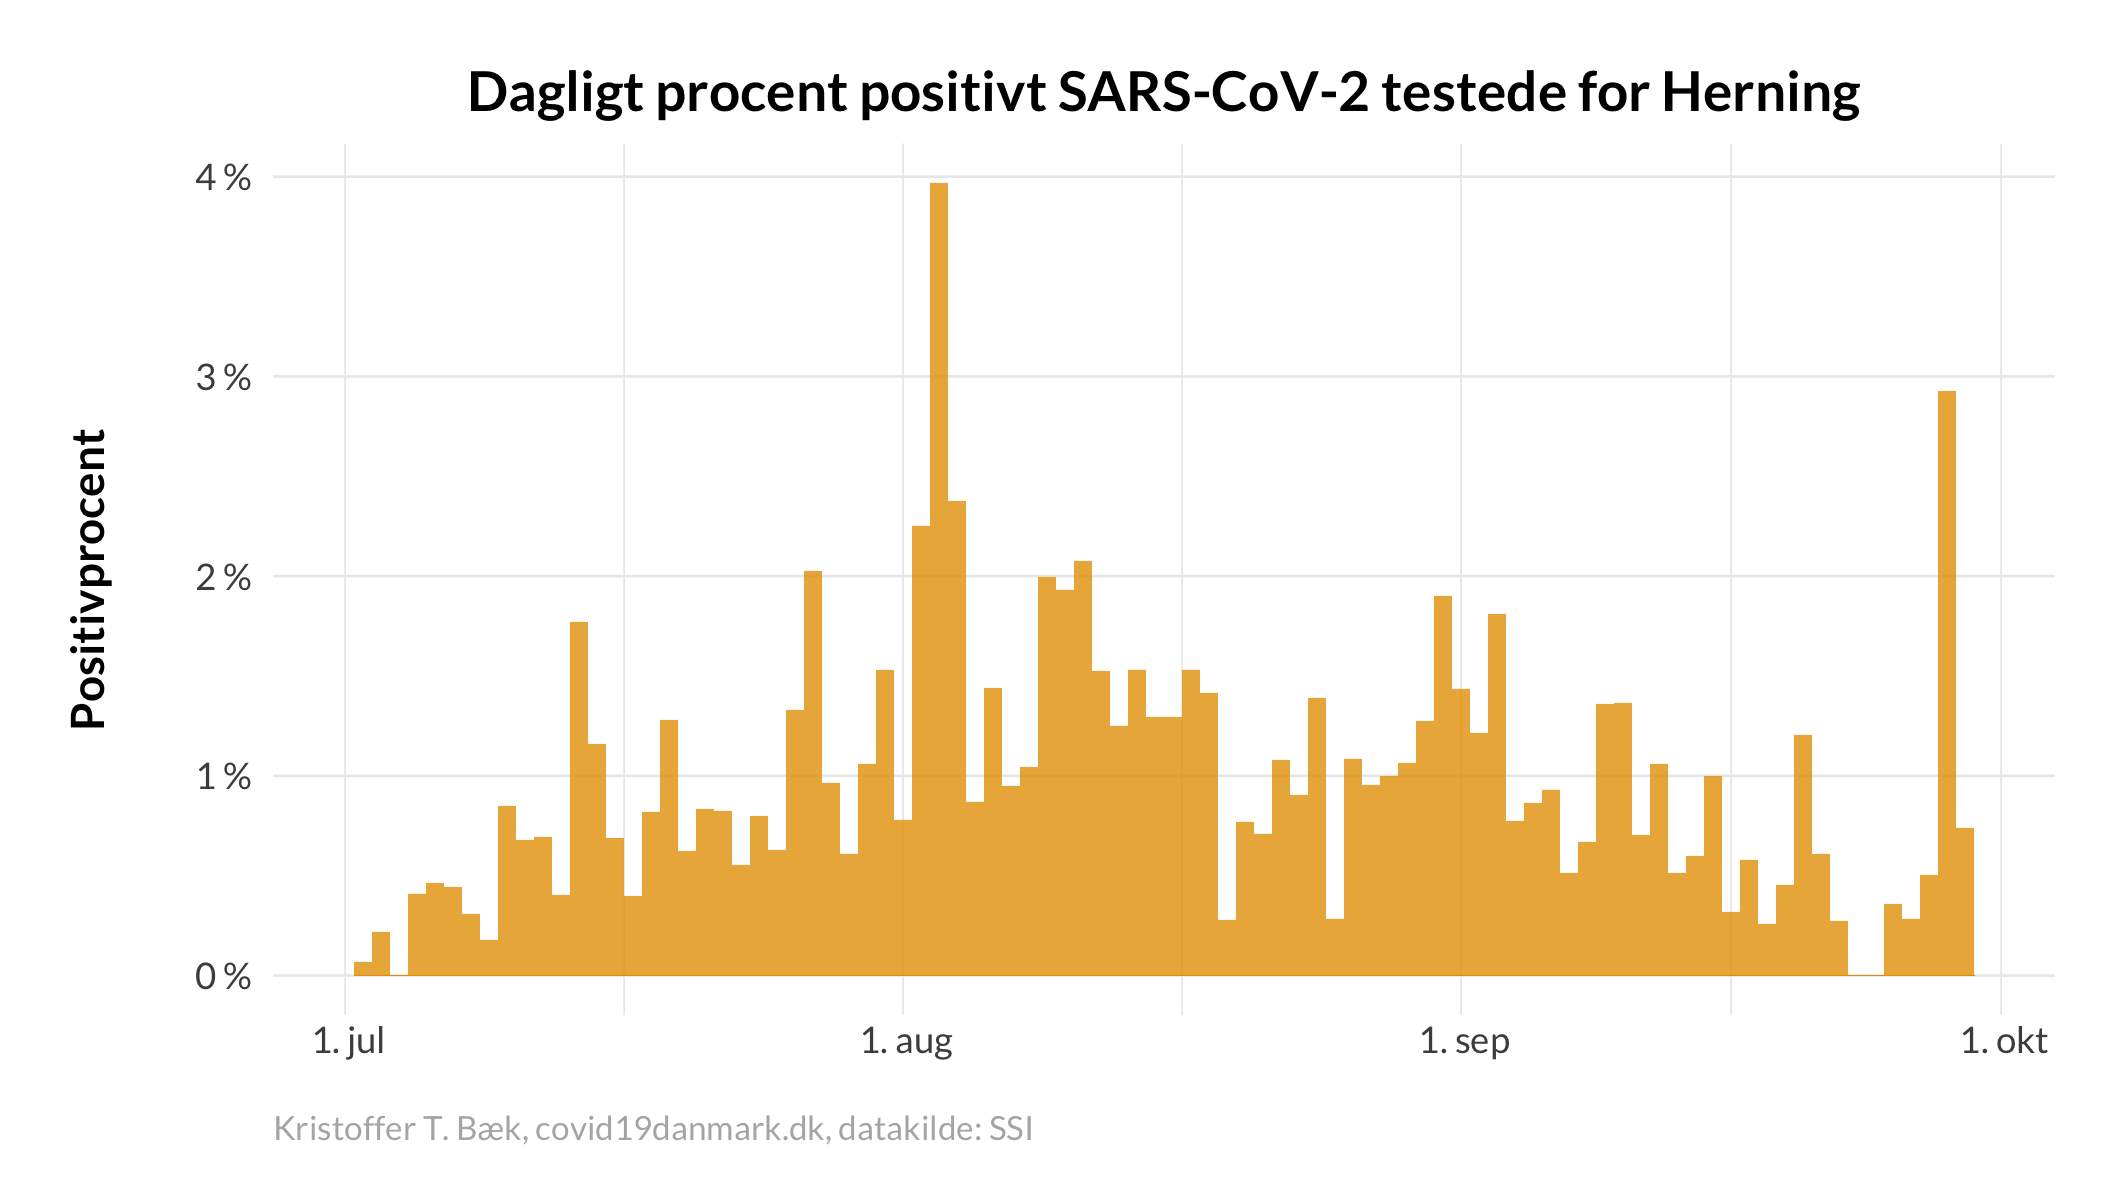 Dagligt procent positivt SARS-CoV-2 testede for Herning
Positivprocent
4 %
3 %
2 %
1 %
0 %
1. jul
1. aug
1. sep
1. okt
Kristoffer T. Bæk, covid19danmark.dk, datakilde: SSI